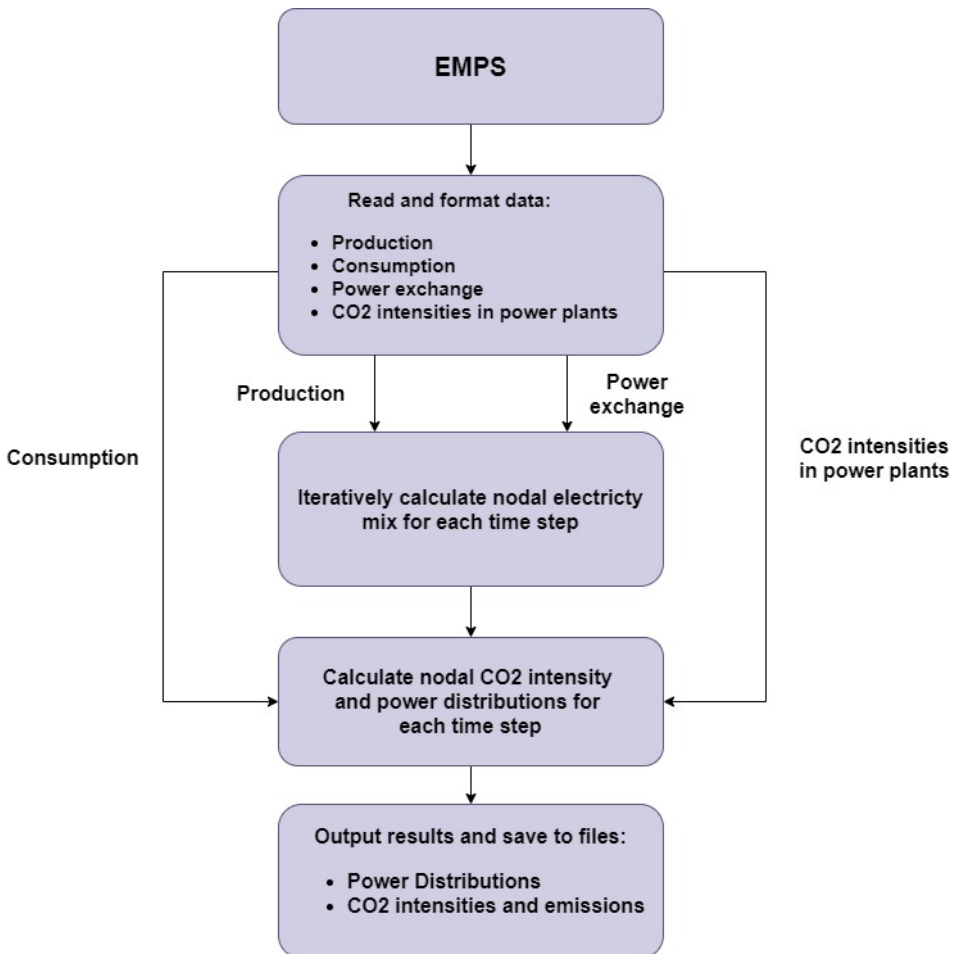 EMPS
Read and format data:
• Production
• Consumption
• Power exchange
• CO2 intensities in power plants
Production
Power
exchange
Consumption
CO2 intensities
in power plants
Iteratively calculate nodal electricty
mix for each time step
Calculate nodal CO2 intensity
and power distributions for
each time step
Output results and save to files:
• Power Distributions
• CO2 intensities and emissions